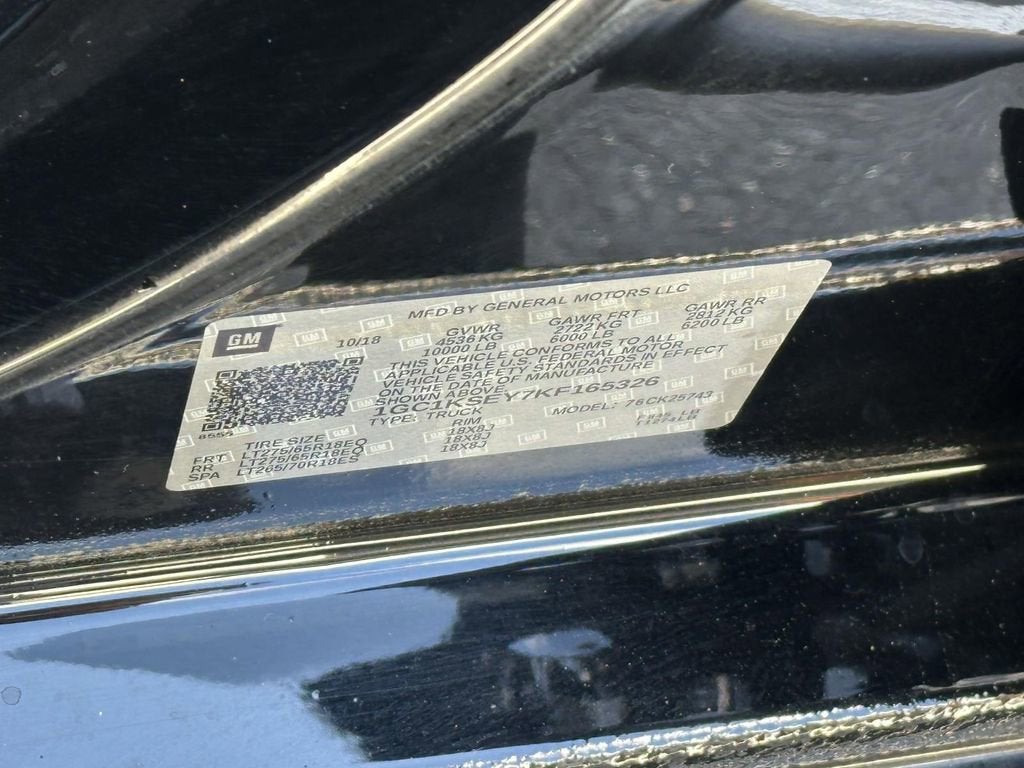 GM
10/18
MFD BY GENERAL MOTORS LLC
GVWR GAWR FRT GAWR RR
4536 KG 2722 KG 2812 KG
10000 LB 6000 LB 6200 LB
THIS VEHICLE CONFORMS TO ALL
APPLICABLE U.S. FEDERAL MOTOR
VEHICLE SAFETY STANDARDS IN EFFECT
ON THE DATE OF MANUFACTURE
SHOWN ABOVE.
1GC1KSEY7KF165326
TYPE: TRUCK MODEL: 76CK25743
TIRE SIZE RIM
FRT LT275/65R18EQ 18X8J
RR LT275/65R18EQ 18X8J
SPA LT265/70R18ES 18X8J